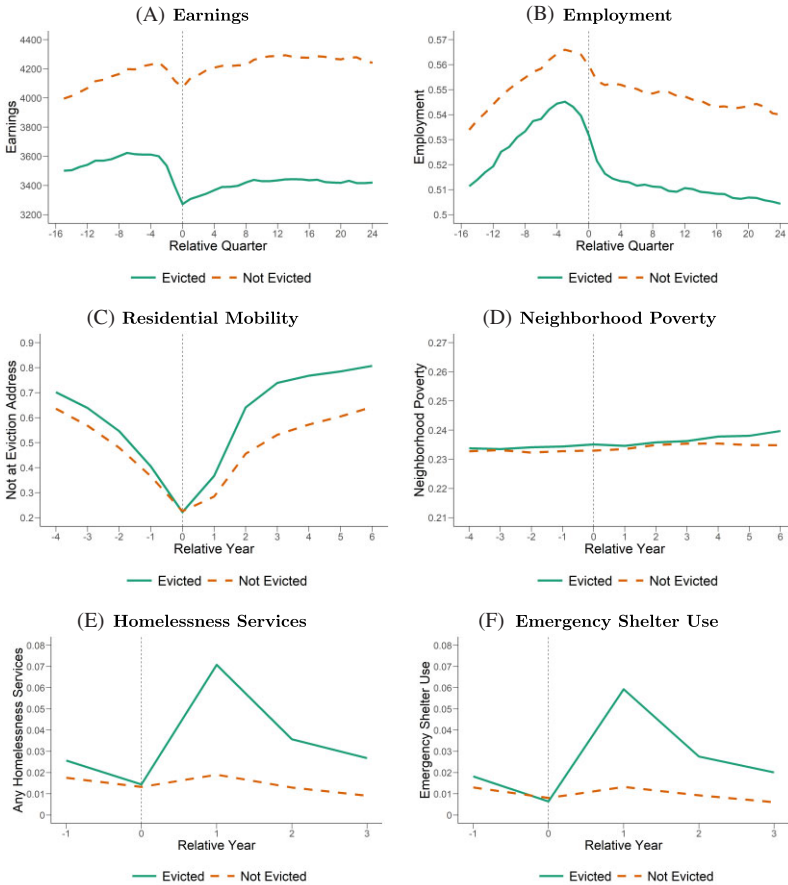 (A) Earnings
4400
4200
4000
3800
3600
3400
3200
Earnings
-16 -12 -8 -4 0 4 8 12 16 20 24
Relative Quarter
Evicted Not Evicted
(B) Employment
0.57
0.56
0.55
0.54
0.53
0.52
0.51
0.5
Employment
-16 -12 -8 -4 0 4 8 12 16 20 24
Relative Quarter
Evicted Not Evicted
(C) Residential Mobility
0.9
0.8
0.7
0.6
0.5
0.4
0.3
0.2
Not at Eviction Address
-4 -3 -2 -1 0 1 2 3 4 5 6
Relative Year
Evicted Not Evicted
(D) Neighborhood Poverty
0.27
0.26
0.25
0.24
0.23
0.22
0.21
Neighborhood Poverty
-4 -3 -2 -1 0 1 2 3 4 5 6
Relative Year
Evicted Not Evicted
(E) Homelessness Services
0.08
0.07
0.06
0.05
0.04
0.03
0.02
0.01
0
Any Homelessness Services
-1 0 1 2 3
Relative Year
Evicted Not Evicted
(F) Emergency Shelter Use
0.08
0.07
0.06
0.05
0.04
0.03
0.02
0.01
0
Emergency Shelter Use
-1 0 1 2 3
Relative Year
Evicted Not Evicted